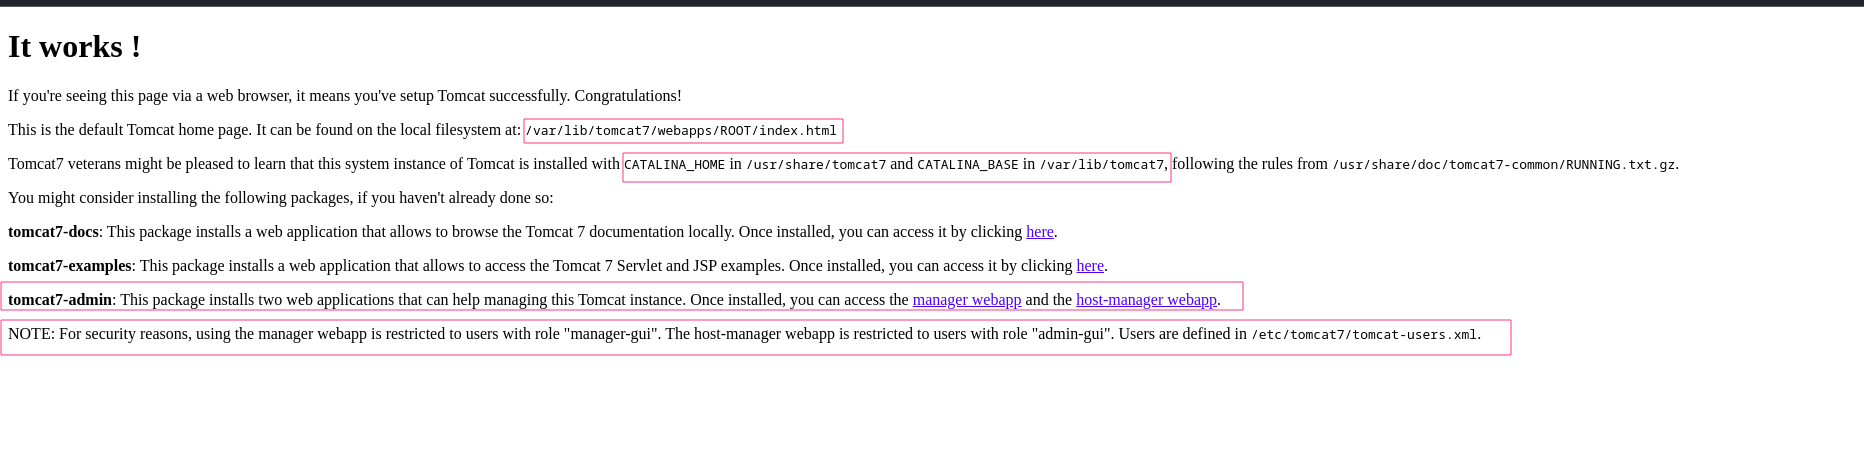 It works !
If you're seeing this page via a web browser, it means you've setup Tomcat successfully. Congratulations!
This is the default Tomcat home page. It can be found on the local filesystem at: /var/lib/tomcat7/webapps/ROOT/index.html
Tomcat7 veterans might be pleased to learn that this system instance of Tomcat is installed with CATALINA_HOME in /usr/share/tomcat7 and CATALINA_BASE in /var/lib/tomcat7, following the rules from /usr/share/doc/tomcat7-common/RUNNING.txt.gz.
You might consider installing the following packages, if you haven't already done so:
tomcat7-docs: This package installs a web application that allows to browse the Tomcat 7 documentation locally. Once installed, you can access it by clicking here.
tomcat7-examples: This package installs a web application that allows to access the Tomcat 7 Servlet and JSP examples. Once installed, you can access it by clicking here.
tomcat7-admin: This package installs two web applications that can help managing this Tomcat instance. Once installed, you can access the manager webapp and the host-manager webapp.
NOTE: For security reasons, using the manager webapp is restricted to users with role "manager-gui". The host-manager webapp is restricted to users with role "admin-gui". Users are defined in /etc/tomcat7/tomcat-users.xml.